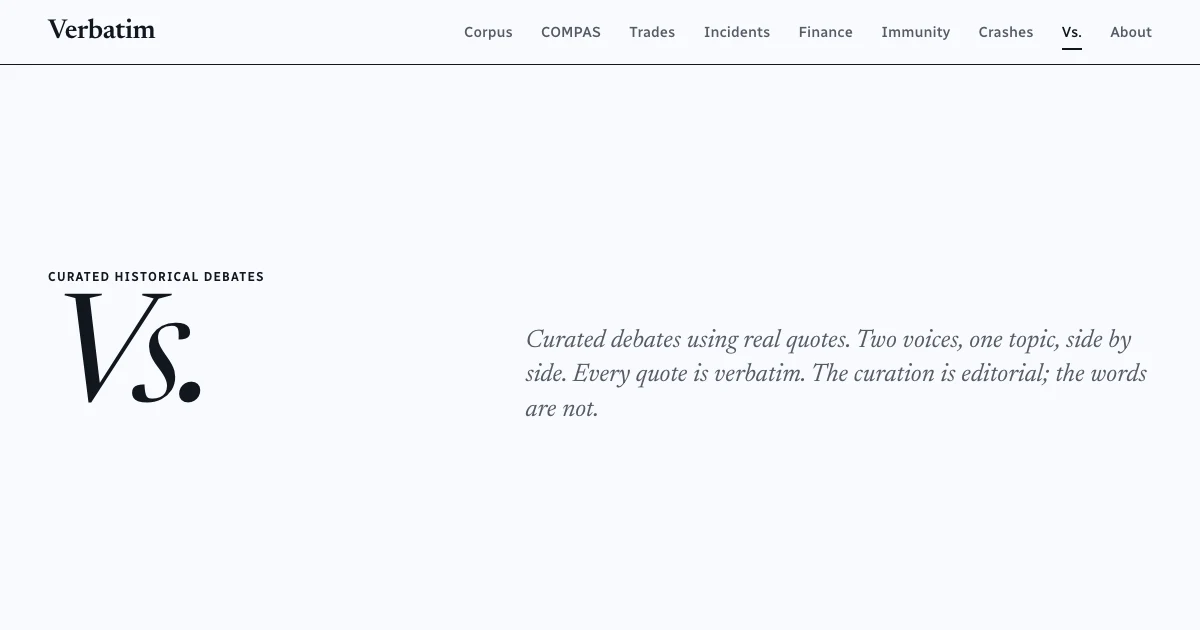 Verbatim
Corpus COMPAS Trades Incidents Finance Immunity Crashes Vs. About
CURATED HISTORICAL DEBATES
Vs.
Curated debates using real quotes. Two voices, one topic, side by
side. Every quote is verbatim. The curation is editorial; the words
are not.